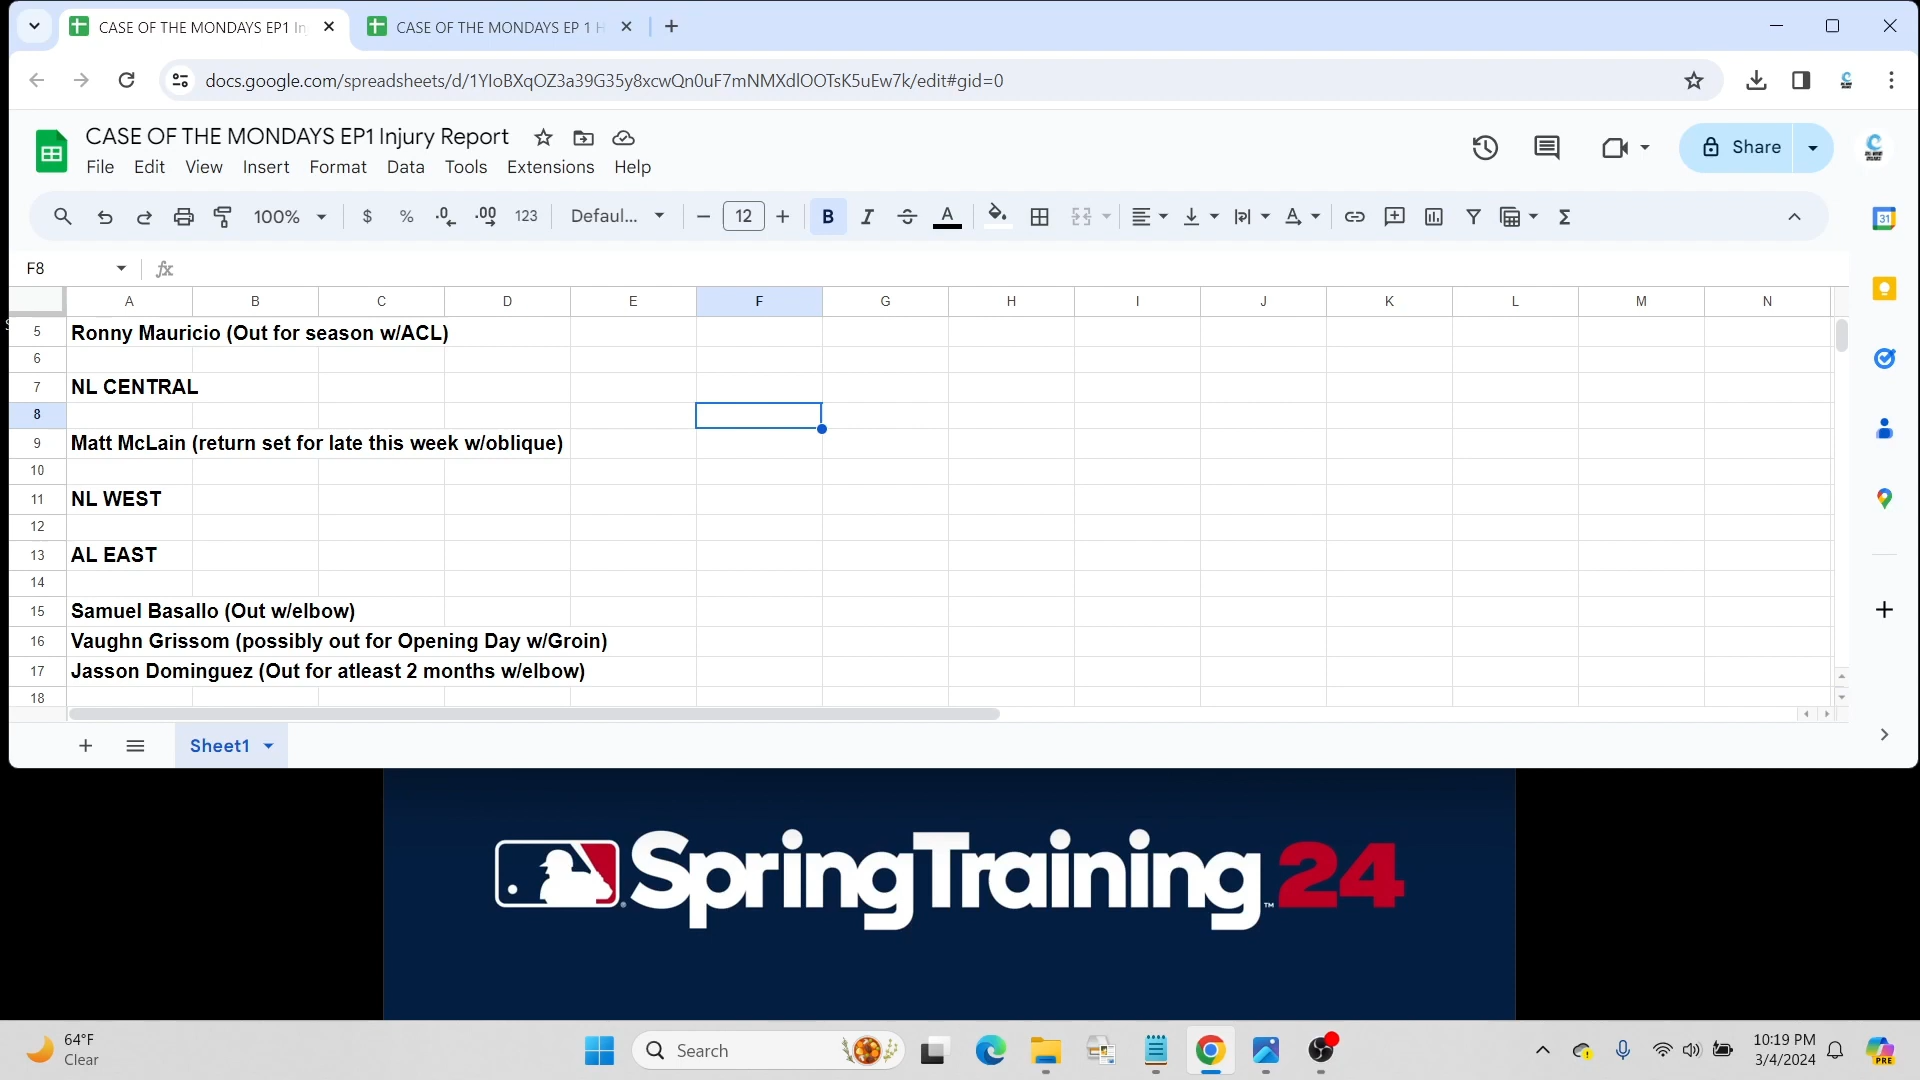 CASE OF THE MONDAYS EP1 In
CASE OF THE MONDAYS EP 1 H
docs.google.com/spreadsheets/d/1YIoBXqOZ3a39G35y8xcwQn0uF7mNMXdlOOTsK5uEw7k/edit#gid=0
CASE OF THE MONDAYS EP1 Injury Report
File Edit View Insert Format Data Tools Extensions Help
Share
100% $ % .0 .00 123 Defaul... 12 B I A
31
F8 fx
A B C D E F G H I J K L M N
5 Ronny Mauricio (Out for season w/ACL)
6
7 NL CENTRAL
8
9 Matt McLain (return set for late this week w/oblique)
10
11 NL WEST
12
13 AL EAST
14
15 Samuel Basallo (Out w/elbow)
16 Vaughn Grissom (possibly out for Opening Day w/Groin)
17 Jasson Dominguez (Out for atleast 2 months w/elbow)
18
Sheet1
SpringTraining™24
64°F
Clear
Search
10:19 PM
3/4/2024
PRE